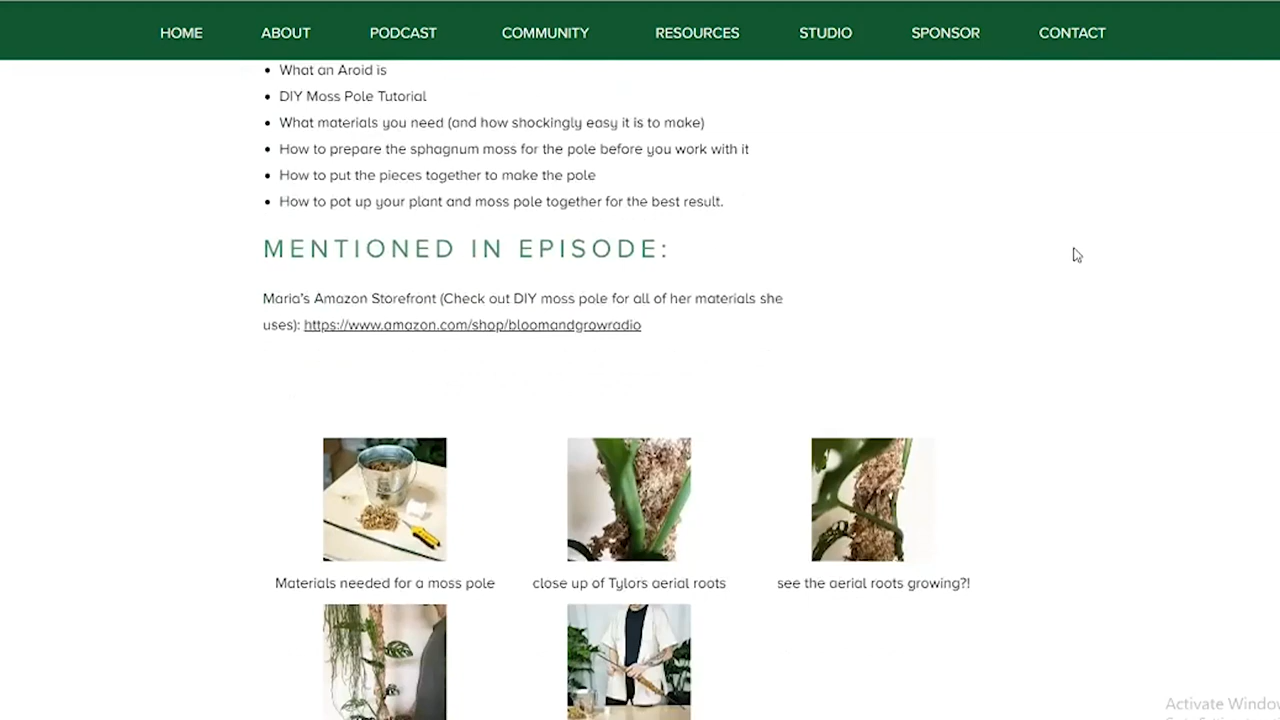 HOME ABOUT PODCAST COMMUNITY RESOURCES STUDIO SPONSOR CONTACT
• What an Aroid is
• DIY Moss Pole Tutorial
• What materials you need (and how shockingly easy it is to make)
• How to prepare the sphagnum moss for the pole before you work with it
• How to put the pieces together to make the pole
• How to pot up your plant and moss pole together for the best result.
MENTIONED IN EPISODE:
Maria's Amazon Storefront (Check out DIY moss pole for all of her materials she
uses): https://www.amazon.com/shop/bloomandgrowradio
Materials needed for a moss pole close up of Tylors aerial roots see the aerial roots growing?!
Activate Windo